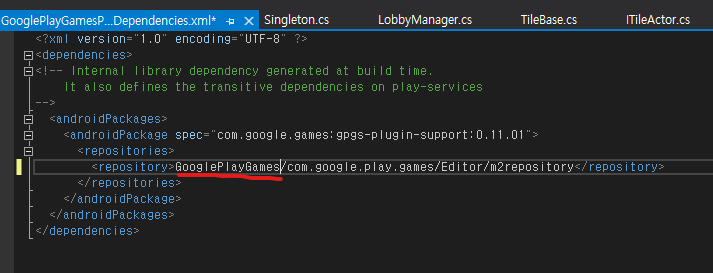 GooglePlayGamesP...Dependencies.xml* Singleton.cs LobbyManager.cs TileBase.cs ITileActor.cs
<?xml version="1.0" encoding="UTF-8" ?>
<dependencies>
<!-- Internal library dependency generated at build time.
It also defines the transitive dependencies on play-services
-->
<androidPackages>
<androidPackage spec="com.google.games:gpgs-plugin-support:0.11.01">
<repositories>
<repository>GooglePlayGames/com.google.play.games/Editor/m2repository</repository>
</repositories>
</androidPackage>
</androidPackages>
</dependencies>